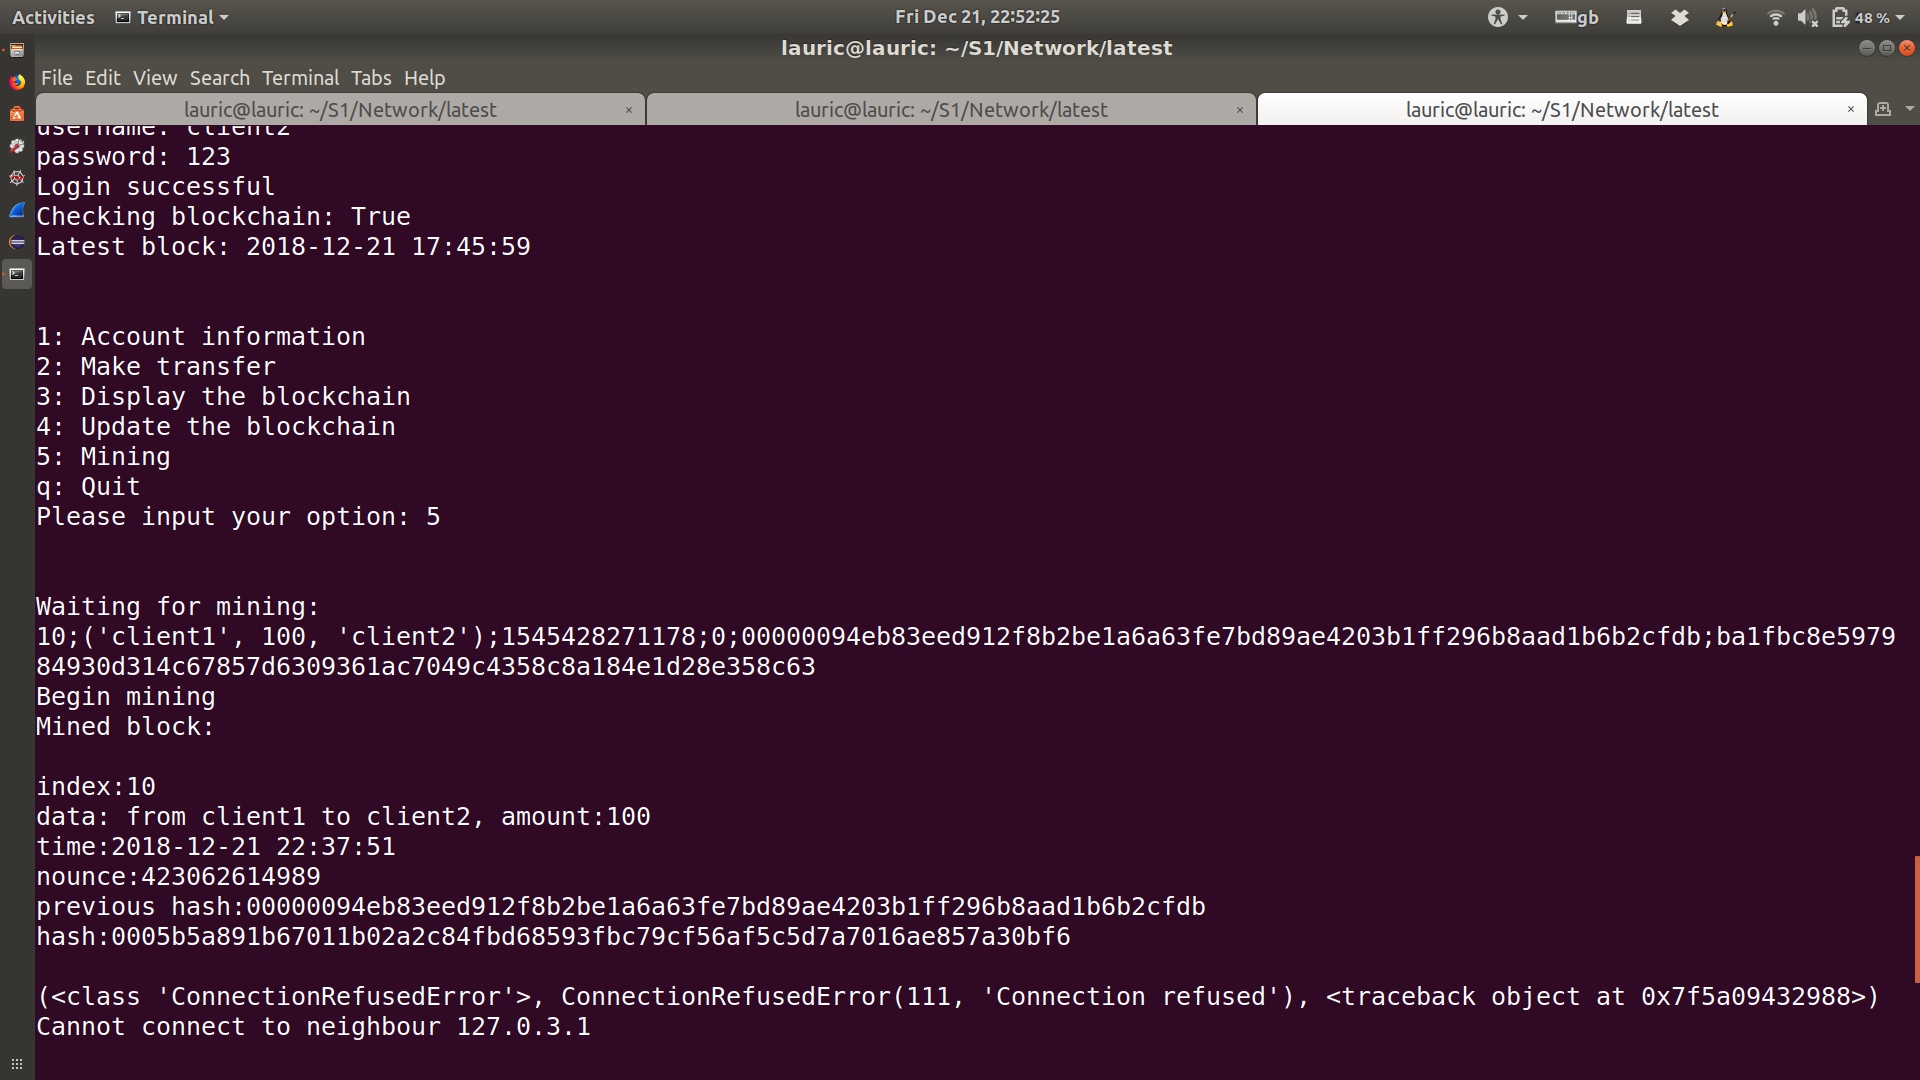 Activities Terminal Fri Dec 21, 22:52:25 gb 48 %
lauric@lauric: ~/S1/Network/latest
File Edit View Search Terminal Tabs Help
lauric@lauric: ~/S1/Network/latest × lauric@lauric: ~/S1/Network/latest × lauric@lauric: ~/S1/Network/latest ×
username: client2
password: 123
Login successful
Checking blockchain: True
Latest block: 2018-12-21 17:45:59
1: Account information
2: Make transfer
3: Display the blockchain
4: Update the blockchain
5: Mining
q: Quit
Please input your option: 5
Waiting for mining:
10;('client1', 100, 'client2');1545428271178;0;00000094eb83eed912f8b2be1a6a63fe7bd89ae4203b1ff296b8aad1b6b2cfdb;ba1fbc8e5979
84930d314c67857d6309361ac7049c4358c8a184e1d28e358c63
Begin mining
Mined block:
index:10
data: from client1 to client2, amount:100
time:2018-12-21 22:37:51
nounce:423062614989
previous hash:00000094eb83eed912f8b2be1a6a63fe7bd89ae4203b1ff296b8aad1b6b2cfdb
hash:0005b5a891b67011b02a2c84fbd68593fbc79cf56af5c5d7a7016ae857a30bf6
(<class 'ConnectionRefusedError'>, ConnectionRefusedError(111, 'Connection refused'), <traceback object at 0x7f5a09432988>)
Cannot connect to neighbour 127.0.3.1